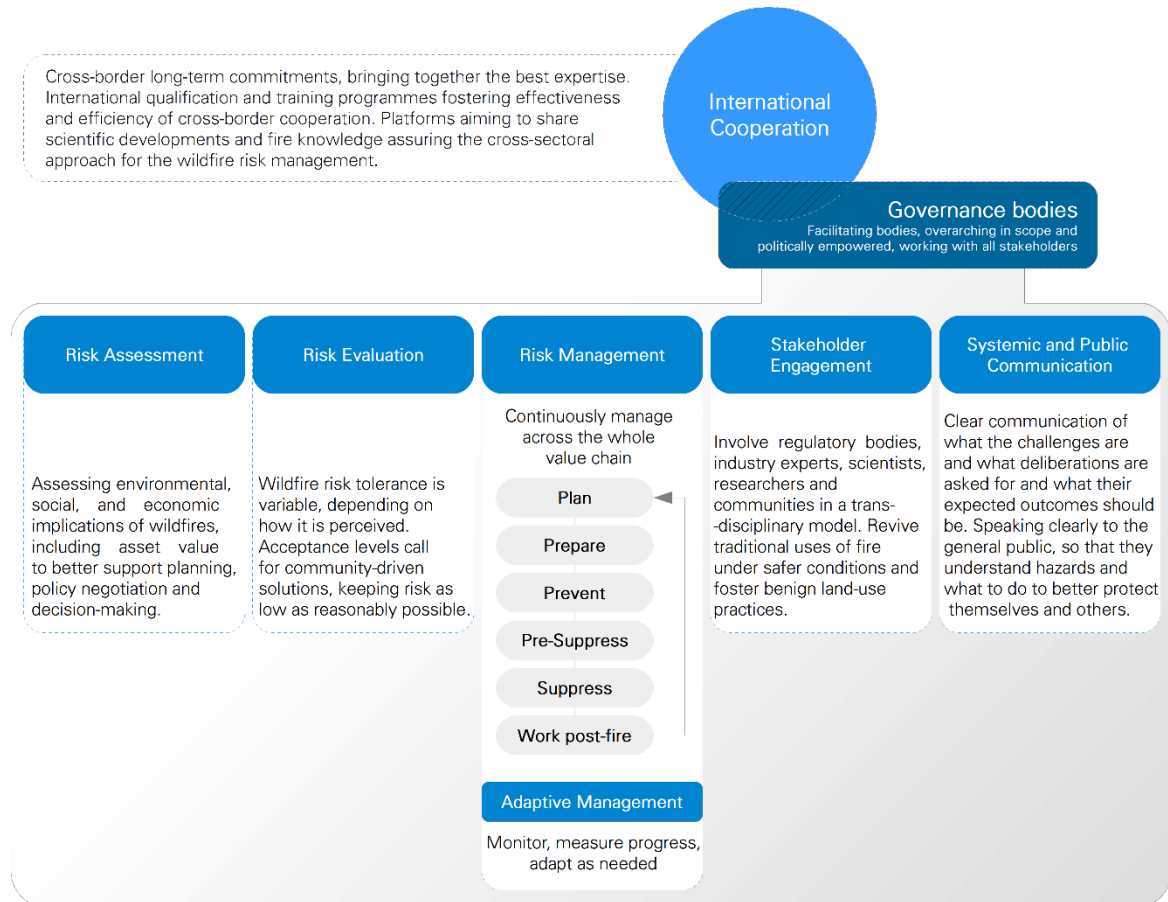 Cross-border long-term commitments, bringing together the best expertise.
International qualification and training programmes fostering effectiveness
and efficiency of cross-border cooperation. Platforms aiming to share
scientific developments and fire knowledge assuring the cross-sectoral
approach for the wildfire risk management.
International
Cooperation
Governance bodies
Facilitating bodies, overarching in scope and
politically empowered, working with all stakeholders
Risk Assessment
Assessing environmental,
social, and economic
implications of wildfires,
including asset value
to better support planning,
policy negotiation and
decision-making.
Risk Evaluation
Wildfire risk tolerance is
variable, depending on
how it is perceived.
Acceptance levels call
for community-driven
solutions, keeping risk as
low as reasonably possible.
Risk Management
Continuously manage
across the whole
value chain
Plan
Prepare
Prevent
Pre-Suppress
Suppress
Work post-fire
Adaptive Management
Monitor, measure progress,
adapt as needed
Stakeholder
Engagement
Involve regulatory bodies,
industry experts, scientists,
researchers and
communities in a trans-
-disciplinary model. Revive
traditional uses of fire
under safer conditions and
foster benign land-use
practices.
Systemic and Public
Communication
Clear communication of
what the challenges are
and what deliberations are
asked for and what their
expected outcomes should
be. Speaking clearly to the
general public, so that they
understand hazards and
what to do to better protect
themselves and others.